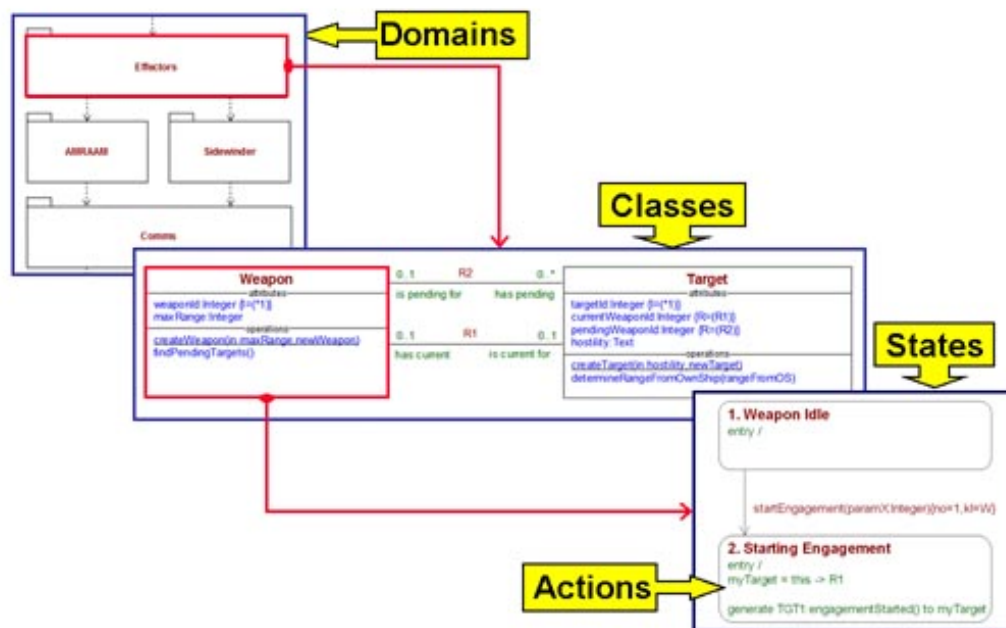 Domains
Effectors
AMRAAM
Sidewinder
Comms
Classes
Weapon
attributes
weaponId:Integer {I=(*1)}
maxRange:Integer
operations
createWeapon(in maxRange,newWeapon)
findPendingTargets()
0..1 R2 0..*
is pending for has pending
0..1 R1 0..1
has current is current for
Target
attributes
targetId:Integer {I=(*1)}
currentWeaponId:Integer {R=(R1)}
pendingWeaponId:Integer {R=(R2)}
hostility:Text
operations
createTarget(in hostility,newTarget)
determineRangeFromOwnShip(rangeFromOS)
States
1. Weapon Idle
entry /
startEngagement(paramX:Integer){no=1,kl=W}
2. Starting Engagement
entry /
myTarget = this -> R1
generate TGT1:engagementStarted() to myTarget
Actions